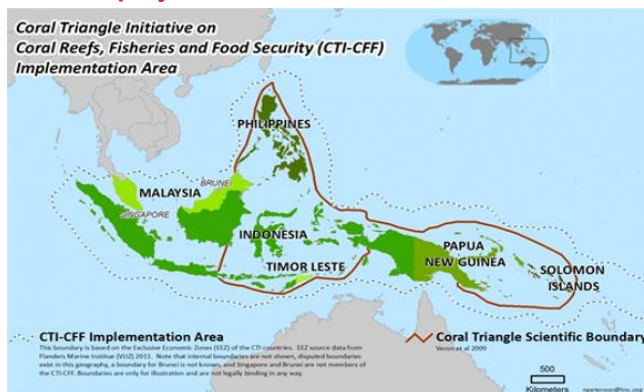 Coral Triangle Initiative on
Coral Reefs, Fisheries and Food Security (CTI-CFF)
Implementation Area
PHILIPPINES
BRUNEI
MALAYSIA
SINGAPORE
INDONESIA
PAPUA
NEW GUINEA
TIMOR LESTE
SOLOMON
ISLANDS
CTI-CFF Implementation Area
This boundary is based on the Exclusive Economic Zones (EEZ) of the CTI countries. EEZ source data from
Flanders Marine Institue (VLIZ) 2011. Note that internal boundaries are not shown, disputed boundaries
exist in this geography, a boundary for Brunei is not known, and Singapore and Brunei are not members of
the CTI-CFF. Boundaries are only for illustration and are not legally binding in any way.
Coral Triangle Scientific Boundary
Veron et al 2009
500
Kilometers